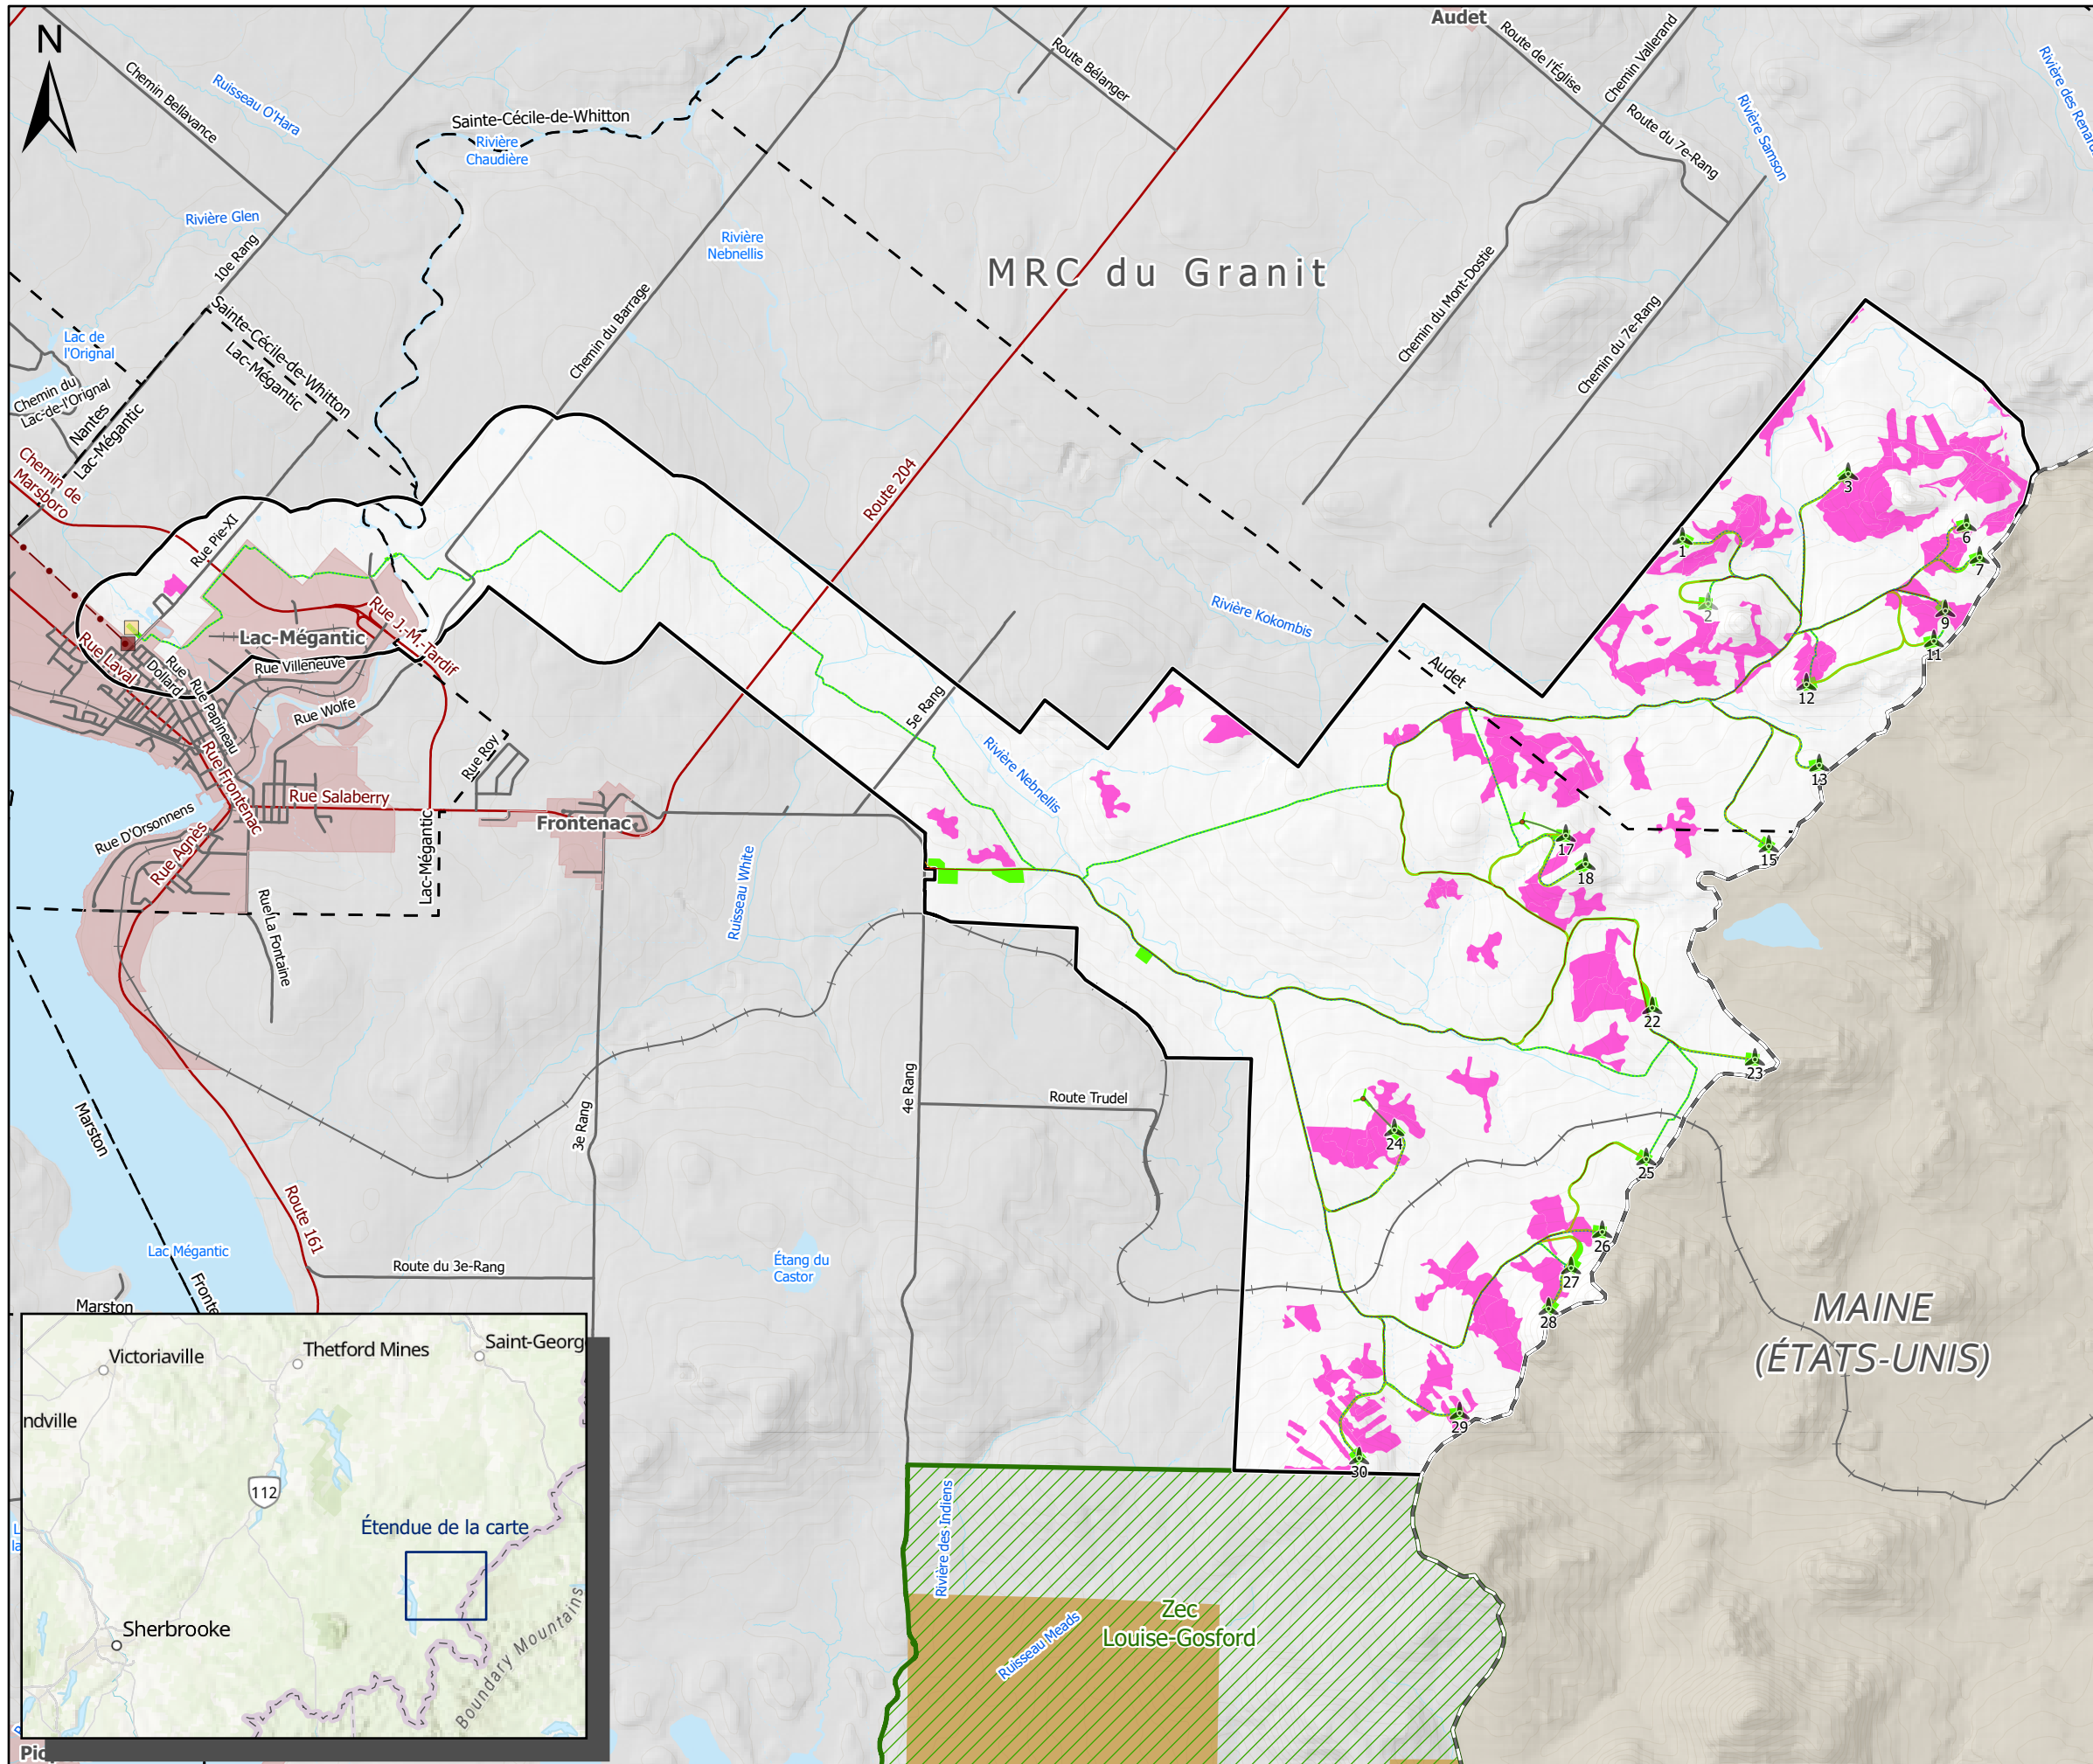 N
Audet
Chemin Bellavance
Ruisseau O'Hara
Sainte-Cécile-de-Whitton
Rivière
Chaudière
Route Bélanger
Route de l'Église
Chemin Vallerand
Route du 7e-Rang
Rivière Samson
Rivière des Renar
Rivière Glen
10e Rang
Rivière
Nebnellis
MRC du Granit
Chemin du Mont-Dostie
Chemin du 7e-Rang
Chemin du Barrage
Lac de
l'Orignal
Chemin du
Lac-de-l'Orignal
Nantes
Lac-Mégantic
Sainte-Cécile-de-Whitton
Lac-Mégantic
Chemin de
Marsboro
Rue Pie-XI
Route 204
Rivière Kokombis
Audet
Lac-Mégantic
Rue J.-M.-Tardif
Rue Laval
Rue
Dollard
Rue Papineau
Rue Villeneuve
Rue Wolfe
Rue Roy
Rue Frontenac
Rue Salaberry
Frontenac
Lac-Mégantic
Rue D'Orsonnens
Rue Agnès
Rue La Fontaine
5e Rang
Rivière Nebnellis
Ruisseau White
1
2
3
6
7
9
11
12
13
15
17
18
22
23
24
25
26
27
28
29
30
4e Rang
Route Trudel
3e Rang
Marston
Route 161
Lac Mégantic
Fronte
Route du 3e-Rang
Étang du
Castor
Marston
MAINE
(ÉTATS-UNIS)
Victoriaville
Thetford Mines
Saint-Georg
ndville
112
Étendue de la carte
Sherbrooke
Boundary Mountains
Rivière des Indiens
Ruisseau Meads
Zec
Louise-Gosford
L
la
Pio